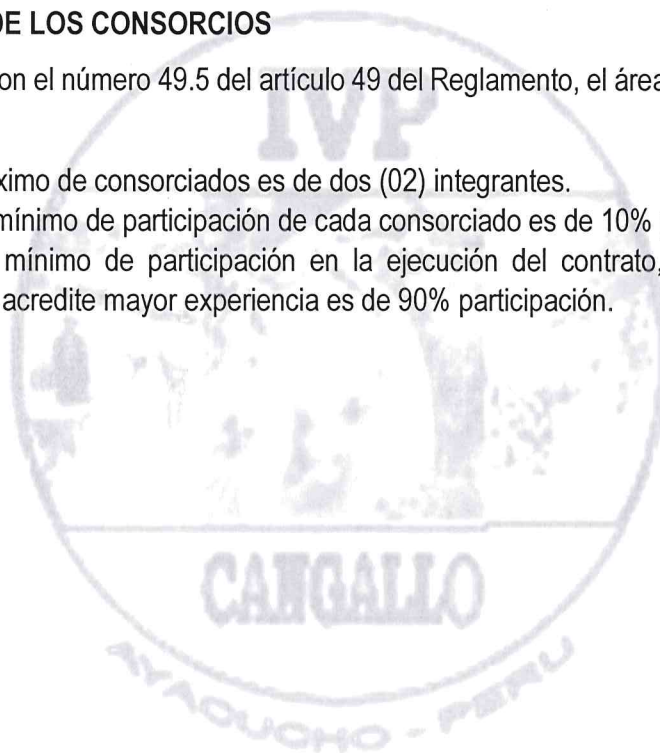 DE LOS CONSORCIOS
on el número 49.5 del artículo 49 del Reglamento, el área
ximo de consorciados es de dos (02) integrantes.
mínimo de participación de cada consorciado es de 10%
mínimo de participación en la ejecución del contrato,
acredite mayor experiencia es de 90% participación.
IVP
CANGALLO
AYACUCHO - PERU